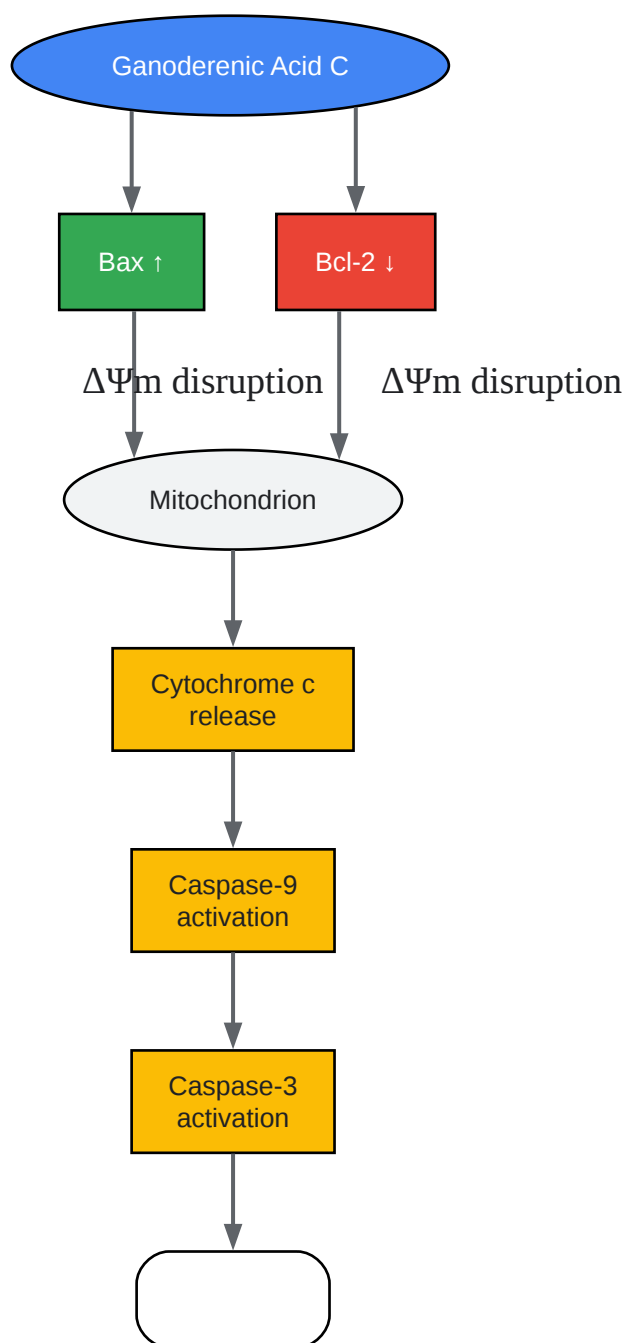 Ganoderenic Acid C
Bax ↑
Bcl-2 ↓
ΔΨm disruption
ΔΨm disruption
Mitochondrion
Cytochrome c
release
Caspase-9
activation
Caspase-3
activation